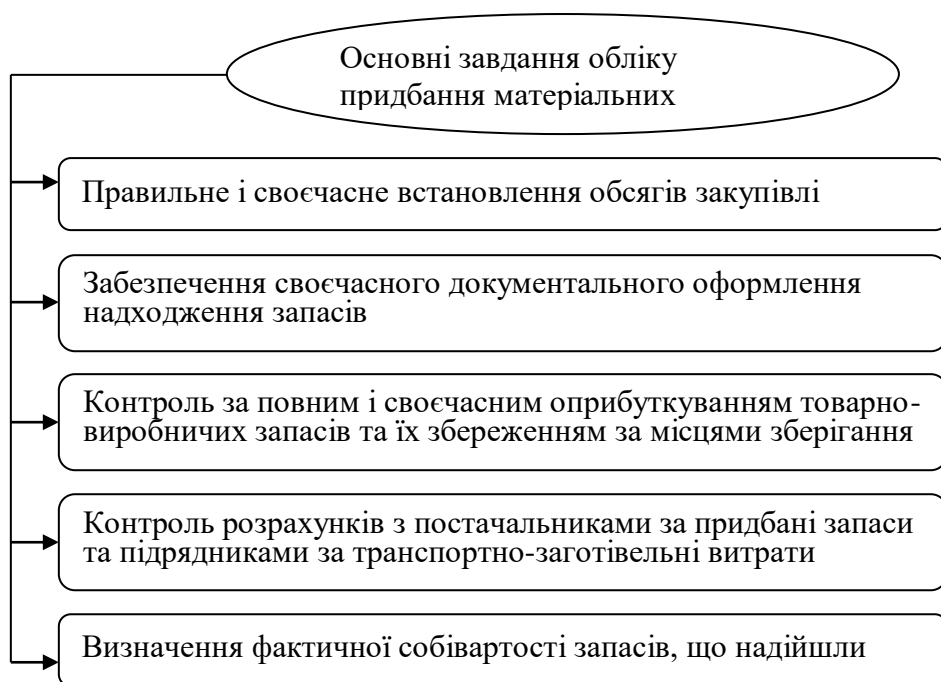 Основні завдання обліку
придбання матеріальних
Правильне і своєчасне встановлення обсягів закупівлі
Забезпечення своєчасного документального оформлення
надходження запасів
Контроль за повним і своєчасним оприбуткуванням товарно-
виробничих запасів та їх збереженням за місцями зберігання
Контроль розрахунків з постачальниками за придбані запаси
та підрядниками за транспортно-заготівельні витрати
Визначення фактичної собівартості запасів, що надійшли